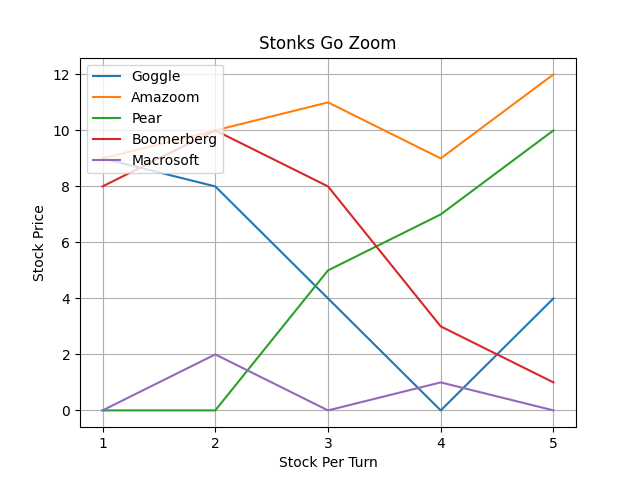 Stonks Go Zoom
Goggle
Amazoom
Pear
Boomerberg
Macrosoft
12
10
8
6
4
2
0
Stock Price
1 2 3 4 5
Stock Per Turn